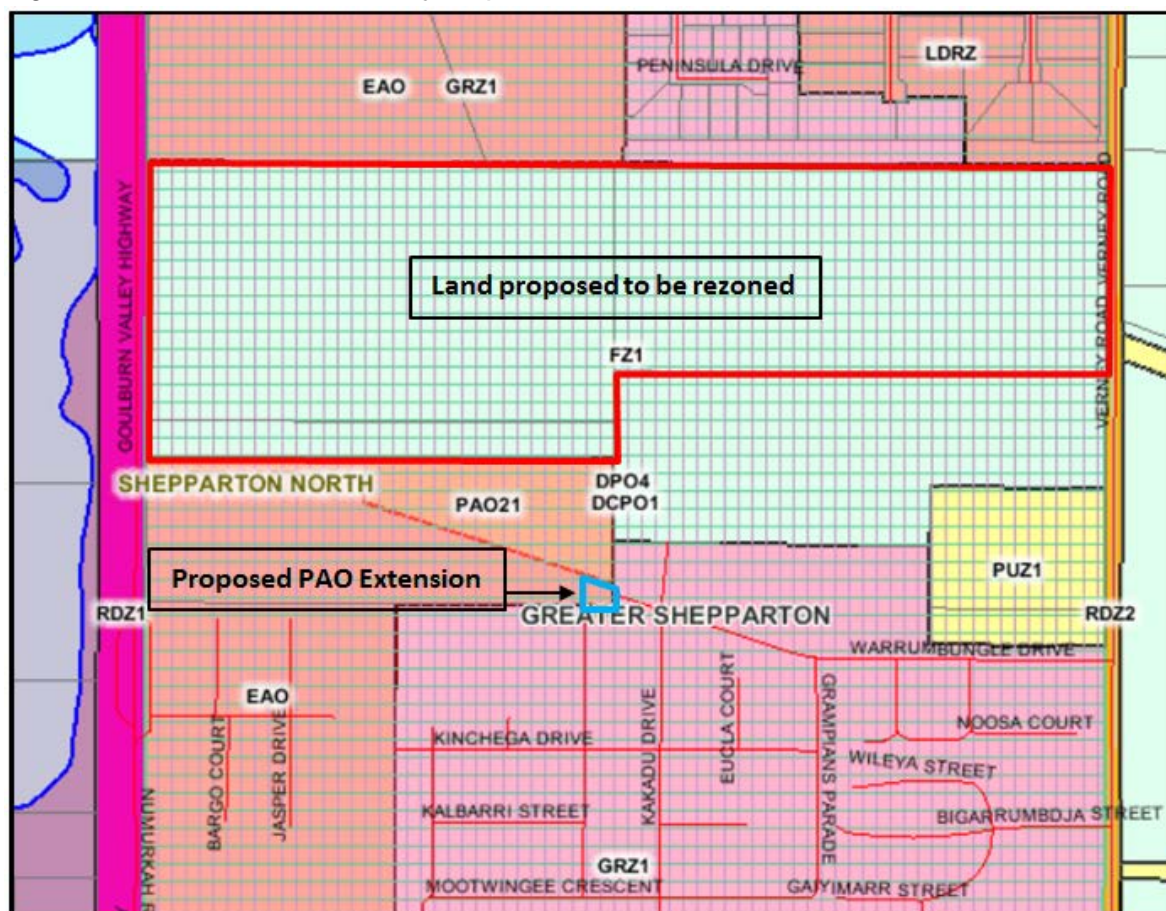 PENINSULA DRIVE
LDRZ
EAO
GRZ1
GOULBURN VALLEY HIGHWAY
VERNEY ROAD, VERNEY ROAD
Land proposed to be rezoned
FZ1
SHEPPARTON NORTH
PAO21
DPO4
DCPO1
Proposed PAO Extension
PUZ1
RDZ1
GREATER SHEPPARTON
RDZ2
WARRUMBUNGLE DRIVE
EAO
BARGO COURT
JASPER DRIVE
KINCHEGA DRIVE
KAKADU DRIVE
EUCLA COURT
GRAMPIANS PARADE
NOOSA COURT
WILEYA STREET
KALBARRI STREET
BIGARRUMBDJA STREET
NUMURKAH R
GRZ1
MOOTWINGEE CRESCENT
GAIYIMARR STREET